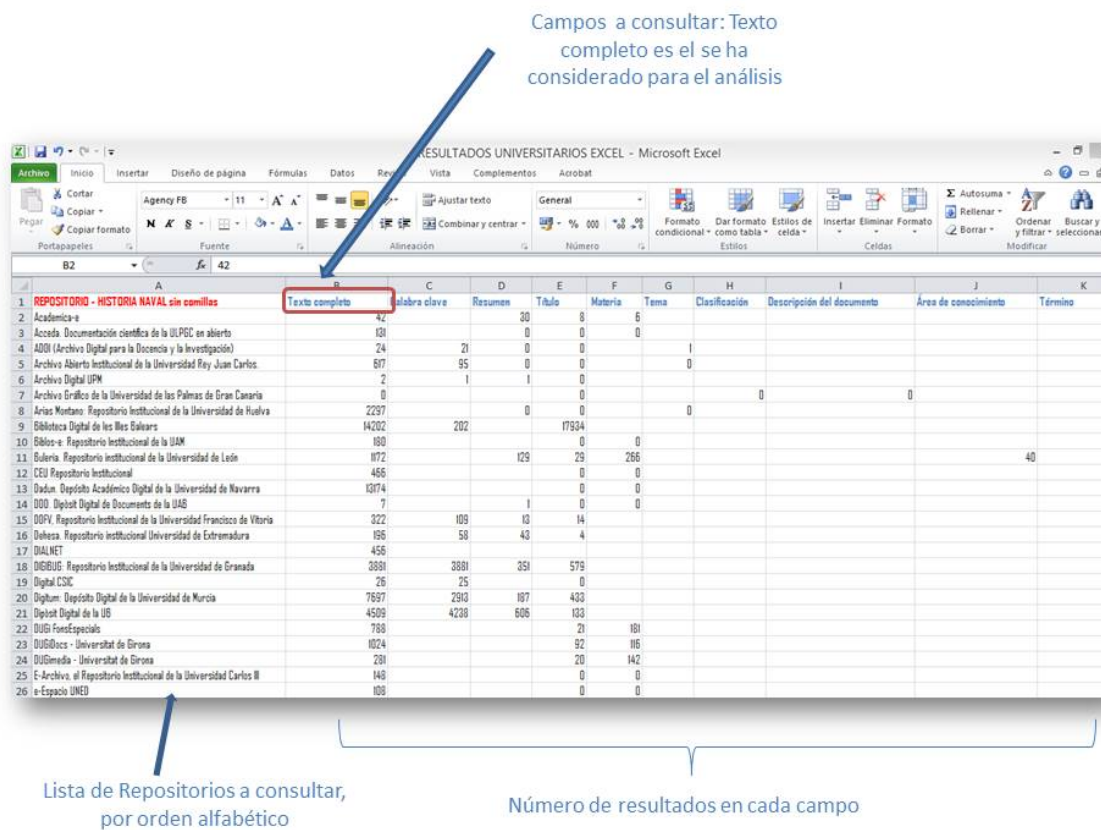 Campos a consultar: Texto
completo es el se ha
considerado para el análisis
RESULTADOS UNIVERSITARIOS EXCEL - Microsoft Excel
Archivo Inicio Insertar Diseño de página Fórmulas Datos Vista Complementos Acrobat
Cortar
Copiar
Copiar formato
Pegar
Portapapeles
Agency FB 11
N K S
Fuente
Ajustar texto
Combinar y centrar
Alineación
General
% 000
Número
Formato condicional Dar formato como tabla Estilos de celda
Estilos
Insertar Eliminar Formato
Celdas
Autosuma
Rellenar
Borrar
Ordenar y filtrar Buscar y seleccionar
Modificar
B2 fx 42
A B C D E F G H I J K
1 REPOSITORIO - HISTORIA NAVAL sin comillas Texto completo Palabra clave Resumen Título Materia Tema Clasificación Descripción del documento Área de conocimiento Término
2 Academica-e 42 30 8 6
3 Acceda. Documentación científica de la ULPGC en abierto 131 0 0 0
4 ADDI (Archivo Digital para la Docencia y la Investigación) 24 21 0 0 1
5 Archivo Abierto Institucional de la Universidad Rey Juan Carlos. 617 95 0 0 0
6 Archivo Digital UPM 2 1 1 0
7 Archivo Gráfico de la Universidad de las Palmas de Gran Canaria 0 0 0 0
8 Arias Montano: Repositorio Institucional de la Universidad de Huelva 2297 0 0 0
9 Biblioteca Digital de les Illes Balears 14202 202 17934
10 Biblos-e: Repositorio Institucional de la UAM 180 0 0
11 Buleria. Repositorio institucional de la Universidad de León 1172 129 29 266 40
12 CEU Repositorio Institucional 466 0 0
13 Dadun. Depósito Académico Digital de la Universidad de Navarra 13174 0 0
14 DDD. Dipòsit Digital de Documents de la UAB 7 1 0 0
15 DDFV, Repositorio Institucional de la Universidad Francisco de Vitoria 322 109 13 14
16 Dehesa. Repositorio institucional Universidad de Extremadura 196 58 43 4
17 DIALNET 456
18 DIGIBUG: Repositorio Institucional de la Universidad de Granada 3881 3881 351 579
19 Digital.CSIC 26 25 0
20 Digitum: Depósito Digital de la Universidad de Murcia 7697 2913 187 433
21 Dipòsit Digital de la UB 4509 4238 606 133
22 DUGi FonsEspecials 788 21 181
23 DUGiDocs - Universitat de Girona 1024 92 116
24 DUGimedia - Universitat de Girona 281 20 142
25 E-Archivo, el Repositorio Institucional de la Universidad Carlos III 148 0 0
26 e-Espacio UNED 108 0 0
Lista de Repositorios a consultar,
por orden alfabético
Número de resultados en cada campo